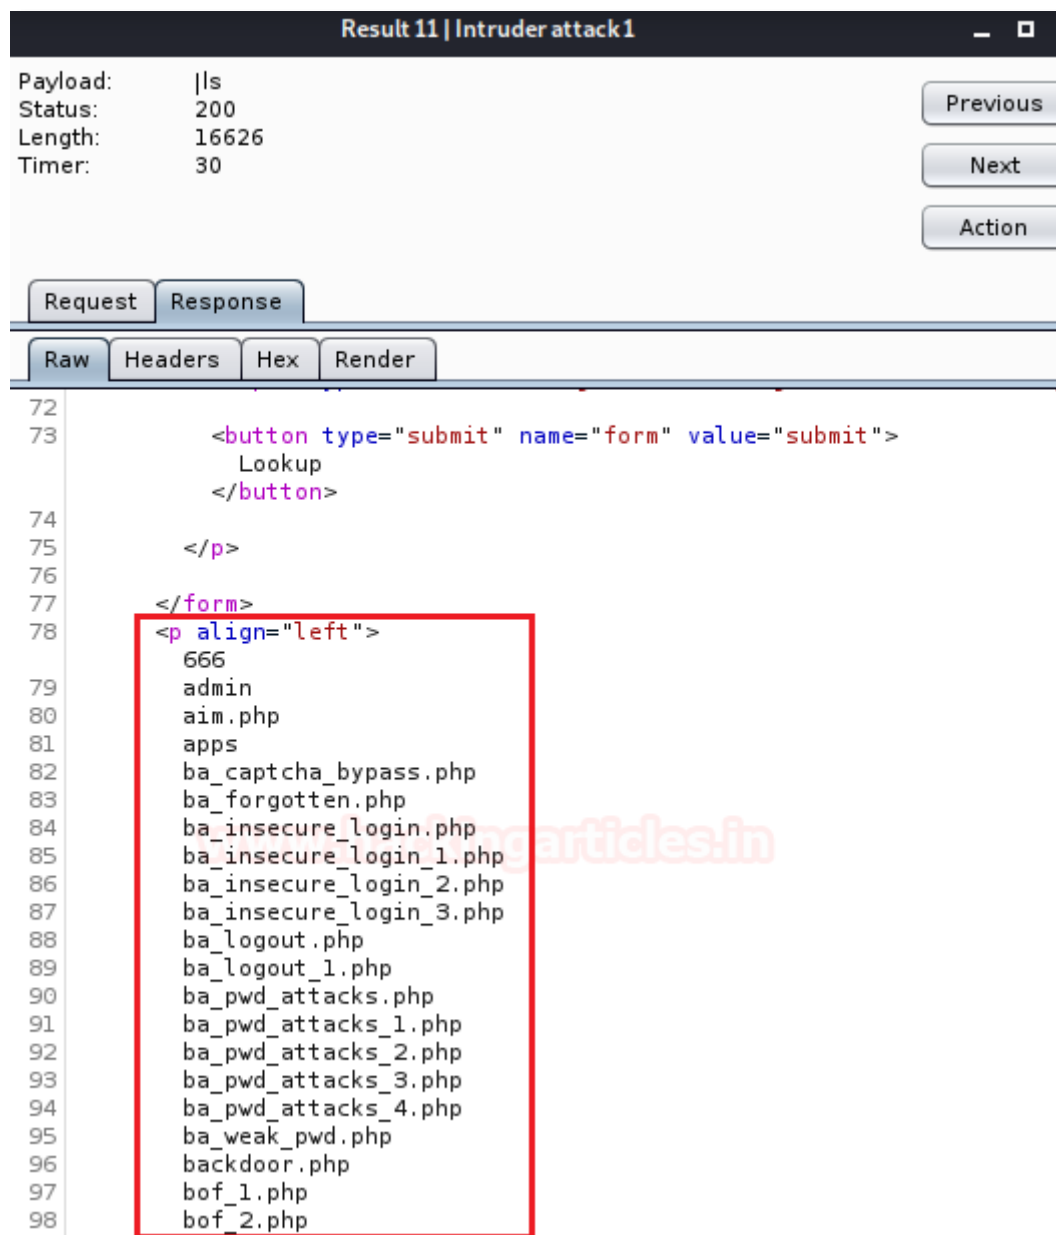 Result 11 | Intruder attack1
Payload: |ls
Status: 200
Length: 16626
Timer: 30
Previous
Next
Action
Request Response
Raw Headers Hex Render
72
73 <button type="submit" name="form" value="submit">
Lookup
</button>
74
75 </p>
76
77 </form>
78 <p align="left">
666
79 admin
80 aim.php
81 apps
82 ba_captcha_bypass.php
83 ba_forgotten.php
84 ba_insecure_login.php
www.hackingarticles.in
85 ba_insecure_login_1.php
86 ba_insecure_login_2.php
87 ba_insecure_login_3.php
88 ba_logout.php
89 ba_logout_1.php
90 ba_pwd_attacks.php
91 ba_pwd_attacks_1.php
92 ba_pwd_attacks_2.php
93 ba_pwd_attacks_3.php
94 ba_pwd_attacks_4.php
95 ba_weak_pwd.php
96 backdoor.php
97 bof_1.php
98 bof_2.php